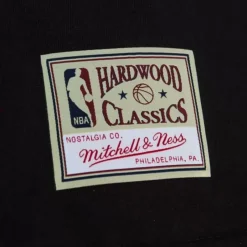 HARDWOOD
NBA
CLASSICS
NOSTALGIA CO.
Mitchell & Ness
PHILADELPHIA, PA.